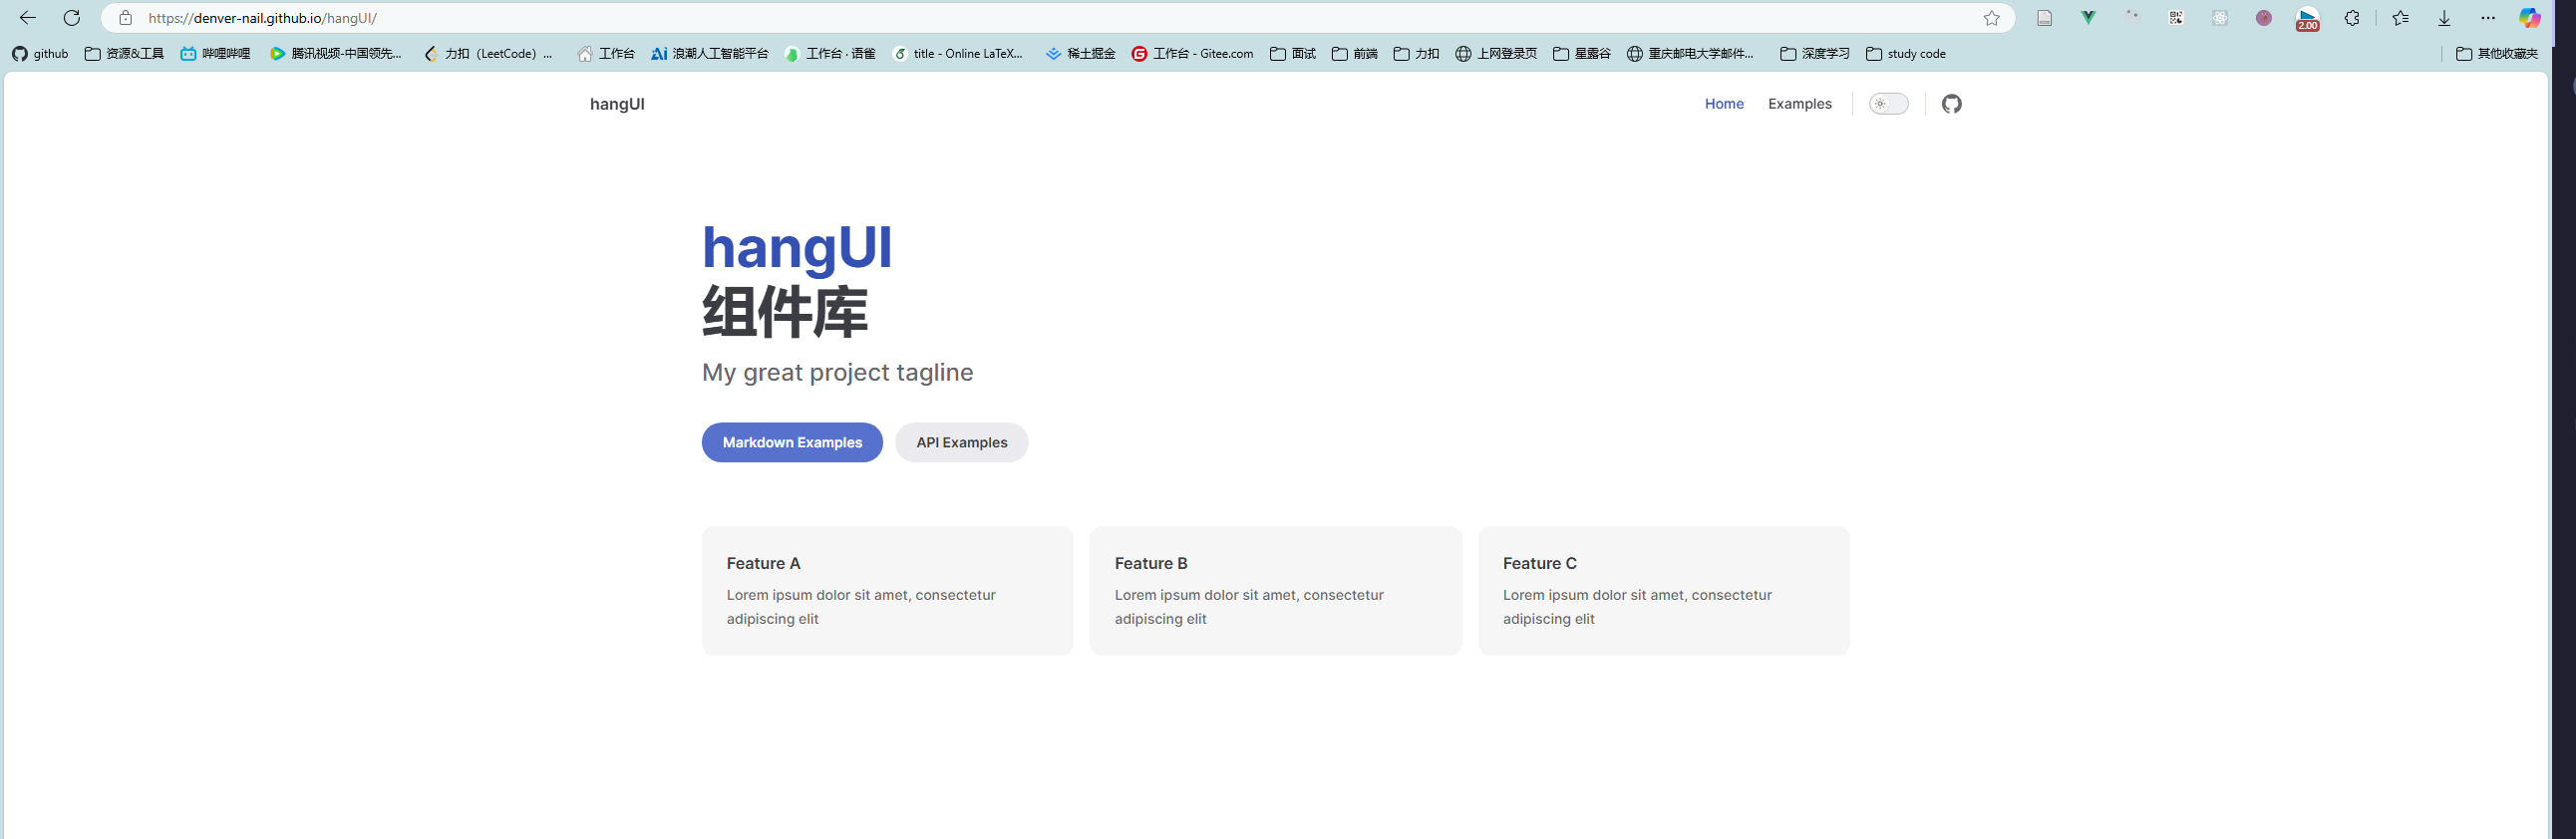 https://denver-nail.github.io/hangUI/
2.00
github 资源&工具 哔哩哔哩 腾讯视频-中国领先... 力扣（LeetCode）... 工作台 浪潮人工智能平台 工作台 · 语雀 title - Online LaTeX... 稀土掘金 工作台 - Gitee.com 面试 前端 力扣 上网登录页 星露谷 重庆邮电大学邮件... 深度学习 study code 其他收藏夹
hangUI Home Examples
hangUI
组件库
My great project tagline
Markdown Examples API Examples
Feature A Feature B Feature C
Lorem ipsum dolor sit amet, consectetur Lorem ipsum dolor sit amet, consectetur Lorem ipsum dolor sit amet, consectetur
adipiscing elit adipiscing elit adipiscing elit